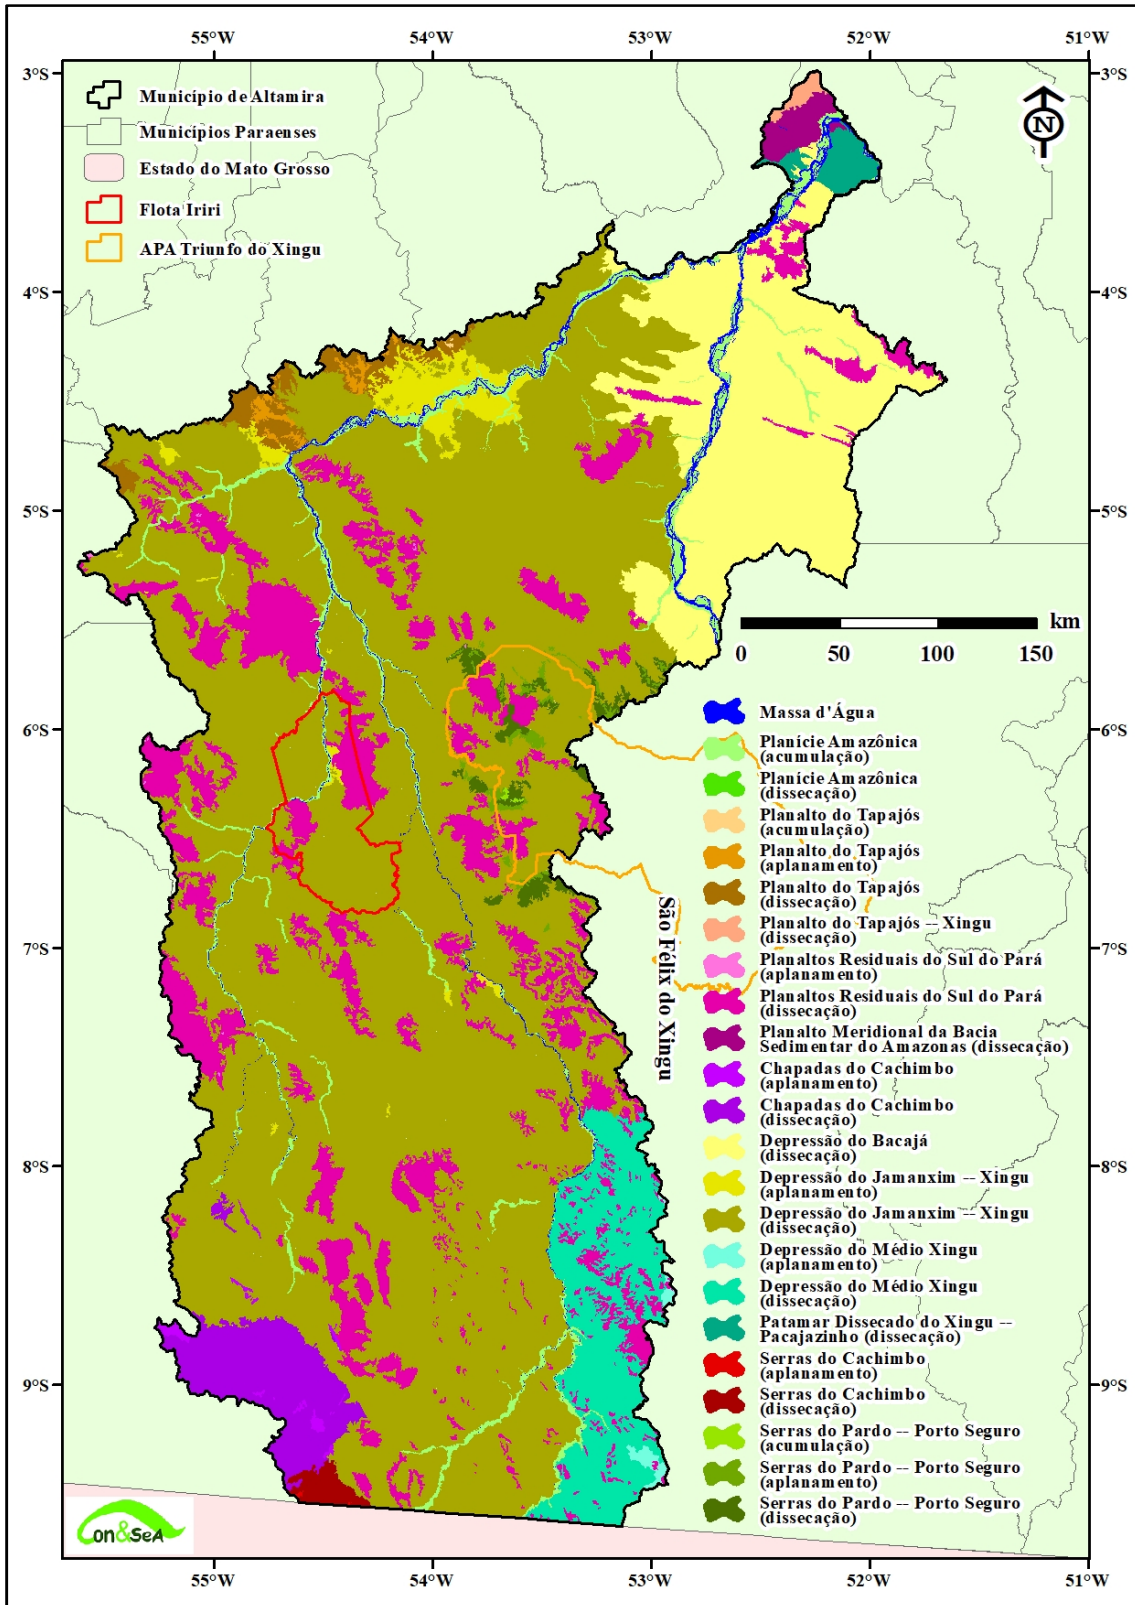 55°W 54°W 53°W 52°W 51°W
3°S 3°S
4°S 4°S
5°S 5°S
6°S 6°S
7°S 7°S
8°S 8°S
9°S 9°S
55°W 54°W 53°W 52°W 51°W
Município de Altamira
Municípios Paraenses
Estado do Mato Grosso
Flota Iriri
APA Triunfo do Xingu
N
km
0 50 100 150
São Félix do Xingu
Massa d'Água
Planície Amazônica
(acumulação)
Planície Amazônica
(dissecação)
Planalto do Tapajós
(acumulação)
Planalto do Tapajós
(aplanamento)
Planalto do Tapajós
(dissecação)
Planalto do Tapajós -- Xingu
(dissecação)
Planaltos Residuais do Sul do Pará
(aplanamento)
Planaltos Residuais do Sul do Pará
(dissecação)
Planalto Meridional da Bacia
Sedimentar do Amazonas (dissecação)
Chapadas do Cachimbo
(aplanamento)
Chapadas do Cachimbo
(dissecação)
Depressão do Bacajá
(dissecação)
Depressão do Jamanxim -- Xingu
(aplanamento)
Depressão do Jamanxim -- Xingu
(dissecação)
Depressão do Médio Xingu
(aplanamento)
Depressão do Médio Xingu
(dissecação)
Patamar Dissecado do Xingu --
Pacajazinho (dissecação)
Serras do Cachimbo
(aplanamento)
Serras do Cachimbo
(dissecação)
Serras do Pardo -- Porto Seguro
(acumulação)
Serras do Pardo -- Porto Seguro
(aplanamento)
Serras do Pardo -- Porto Seguro
(dissecação)
Con&SeA